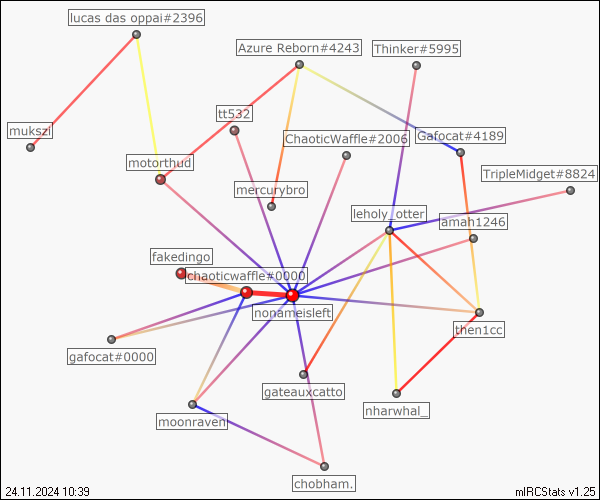 lucas das oppai#2396
Azure Reborn#4243
Thinker#5995
tt532
mukszi
ChaoticWaffle#2006
Gafocat#4189
motorthud
TripleMidget#8824
mercurybro
leholy_otter
amah1246
fakedingo
chaoticwaffle#0000
nonameisleft
then1cc
gafocat#0000
gateauxcatto
nharwhal_
moonraven
chobham.
24.11.2024 10:39
mIRCStats v1.25